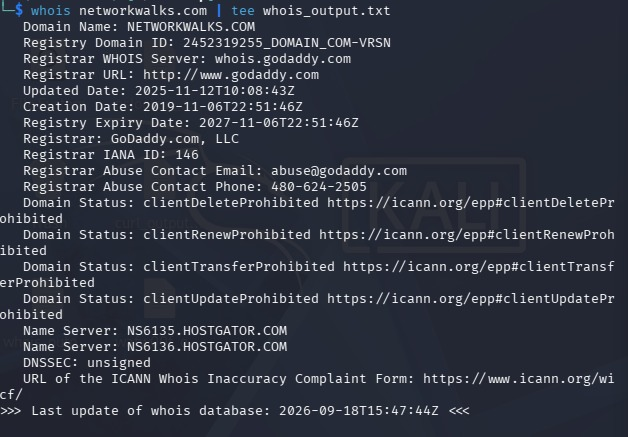 └─$ whois networkwalks.com | tee whois_output.txt
Domain Name: NETWORKWALKS.COM
Registry Domain ID: 2452319255_DOMAIN_COM-VRSN
Registrar WHOIS Server: whois.godaddy.com
Registrar URL: http://www.godaddy.com
Updated Date: 2025-11-12T10:08:43Z
Creation Date: 2019-11-06T22:51:46Z
Registry Expiry Date: 2027-11-06T22:51:46Z
Registrar: GoDaddy.com, LLC
Registrar IANA ID: 146
Registrar Abuse Contact Email: abuse@godaddy.com
Registrar Abuse Contact Phone: 480-624-2505
Domain Status: clientDeleteProhibited https://icann.org/epp#clientDeletePr
ohibited
Domain Status: clientRenewProhibited https://icann.org/epp#clientRenewProh
ibited
Domain Status: clientTransferProhibited https://icann.org/epp#clientTransf
erProhibited
Domain Status: clientUpdateProhibited https://icann.org/epp#clientUpdatePr
ohibited
Name Server: NS6135.HOSTGATOR.COM
Name Server: NS6136.HOSTGATOR.COM
DNSSEC: unsigned
URL of the ICANN Whois Inaccuracy Complaint Form: https://www.icann.org/wi
cf/
>>> Last update of whois database: 2026-09-18T15:47:44Z <<<
KALI